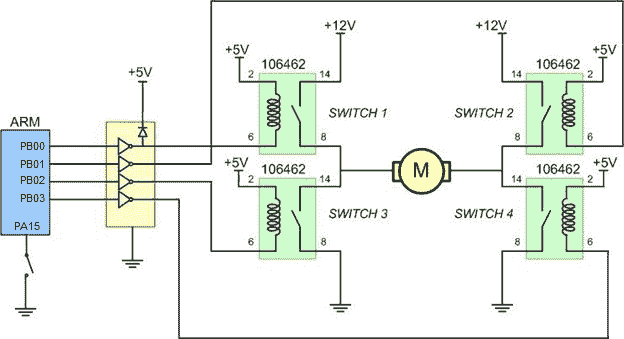 +12V
+12V
+5V
106462
106462
+5V
+5V
2
14
14
2
ARM
SWITCH 1
SWITCH 2
PB00
6
8
8
6
PB01
+5V
106462
106462
+5V
PB02
2
14
14
2
M
PB03
SWITCH 3
SWITCH 4
PA15
6
8
8
6